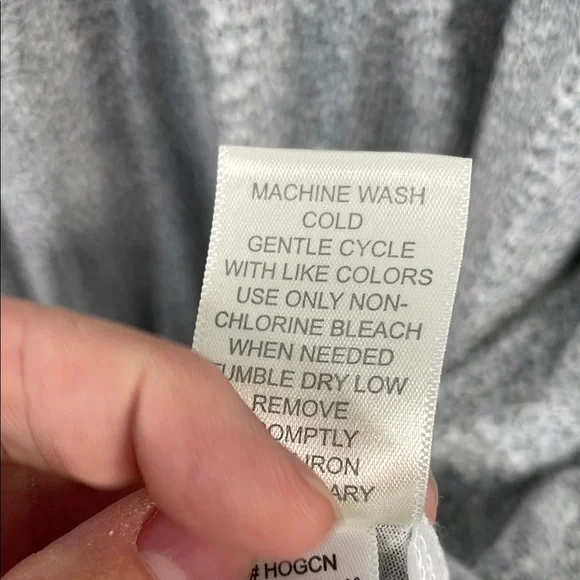 MACHINE WASH
COLD
GENTLE CYCLE
WITH LIKE COLORS
USE ONLY NON-
CHLORINE BLEACH
WHEN NEEDED
TUMBLE DRY LOW
REMOVE
OMPTLY
IRON
ARY
# HOGCN